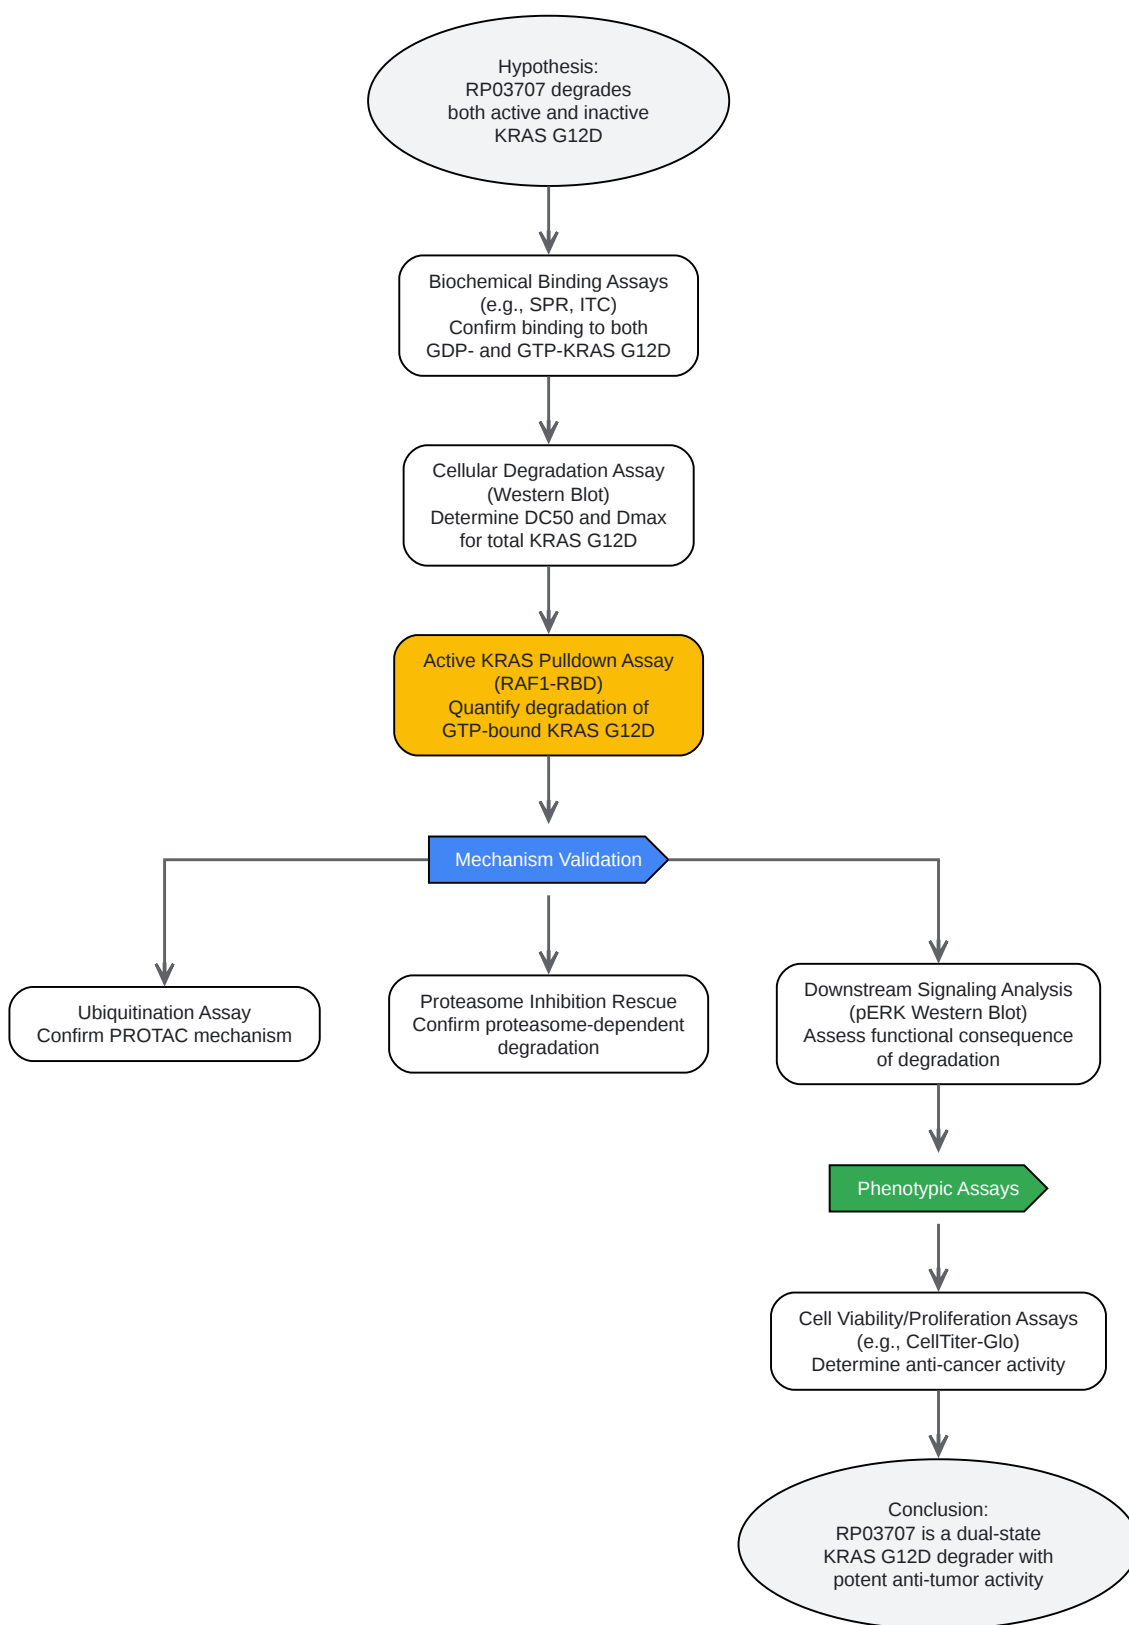 Hypothesis:
RP03707 degrades
both active and inactive
KRAS G12D
Biochemical Binding Assays
(e.g., SPR, ITC)
Confirm binding to both
GDP- and GTP-KRAS G12D
Cellular Degradation Assay
(Western Blot)
Determine DC50 and Dmax
for total KRAS G12D
Active KRAS Pulldown Assay
(RAF1-RBD)
Quantify degradation of
GTP-bound KRAS G12D
Mechanism Validation
Ubiquitination Assay
Confirm PROTAC mechanism
Proteasome Inhibition Rescue
Confirm proteasome-dependent
degradation
Downstream Signaling Analysis
(pERK Western Blot)
Assess functional consequence
of degradation
Phenotypic Assays
Cell Viability/Proliferation Assays
(e.g., CellTiter-Glo)
Determine anti-cancer activity
Conclusion:
RP03707 is a dual-state
KRAS G12D degrader with
potent anti-tumor activity